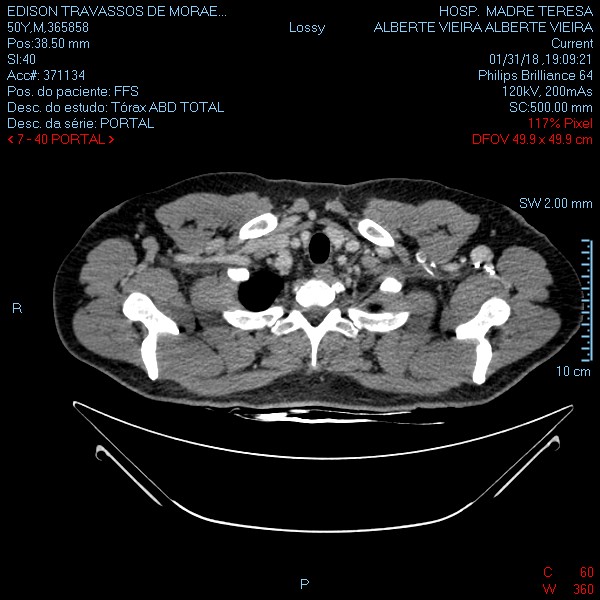 EDISON TRAVASSOS DE MORAE...
50Y,M,365858
Pos:38.50 mm
SI:40
Acc#: 371134
Pos. do paciente: FFS
Desc. do estudo: Tórax ABD TOTAL
Desc. da série: PORTAL
< 7 - 40 PORTAL >
Lossy
HOSP. MADRE TERESA
ALBERTE VIEIRA ALBERTE VIEIRA
Current
01/31/18 ,19:09:21
Philips Brilliance 64
120kV, 200mAs
SC:500.00 mm
117% Pixel
DFOV 49.9 x 49.9 cm
SW 2.00 mm
R
10 cm
P
C 60
W 360